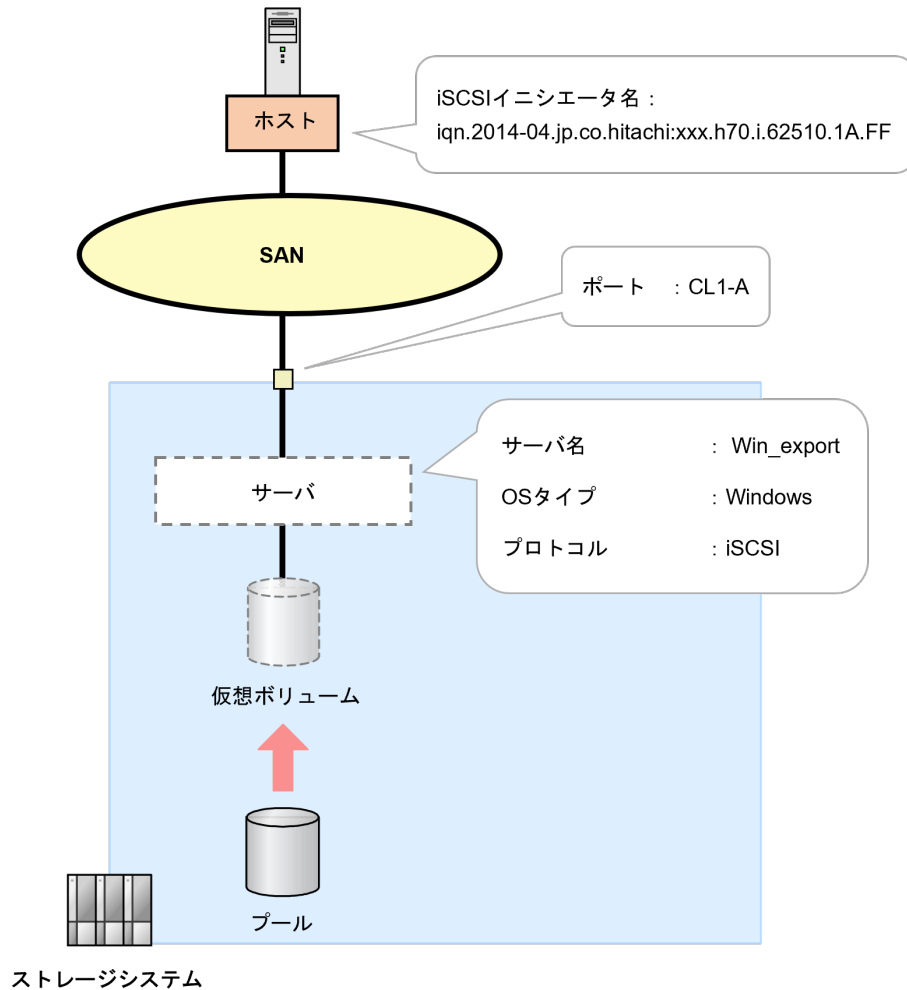 ホスト
iSCSIイニシエータ名：
iqn.2014-04.jp.co.hitachi:xxx.h70.i.62510.1A.FF
SAN
ポート ：CL1-A
サーバ
サーバ名 ： Win_export
OSタイプ ：Windows
プロトコル ：iSCSI
仮想ボリューム
プール
ストレージシステム